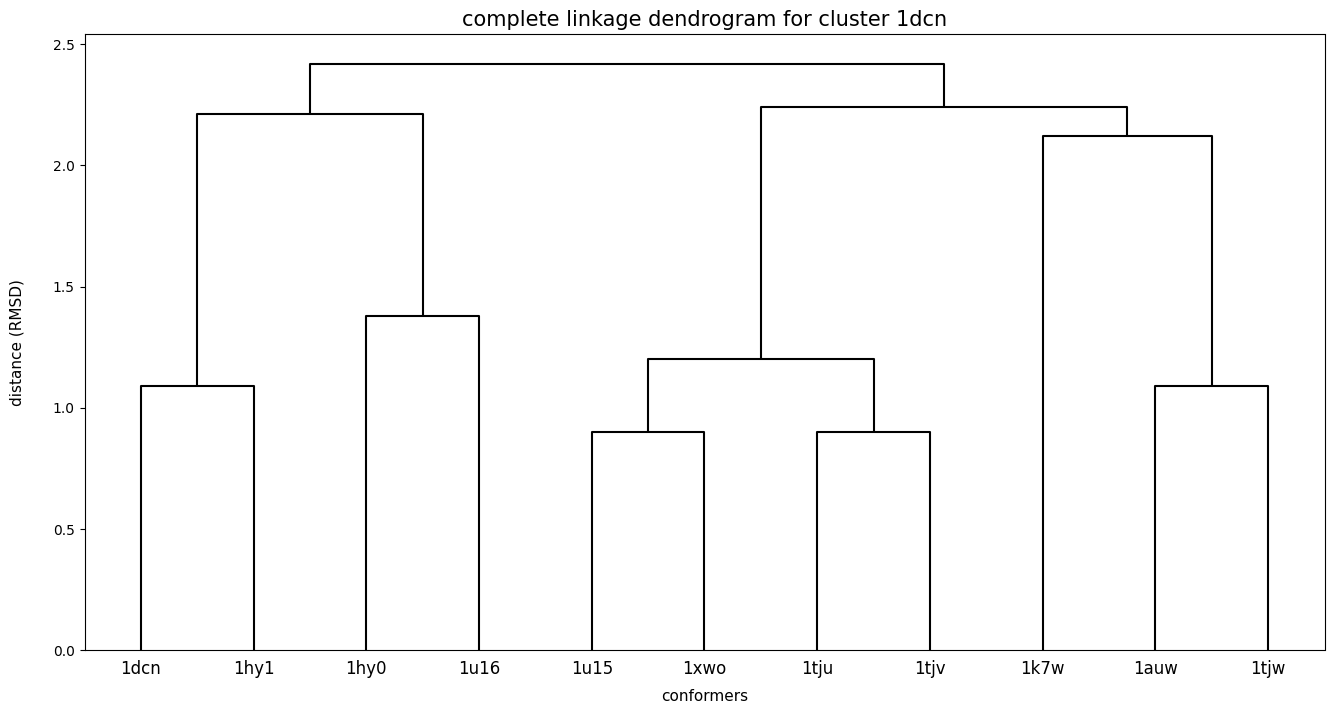 complete linkage dendrogram for cluster 1dcn
2.5
2.0
1.5
1.0
0.5
0.0
distance (RMSD)
1dcn 1hy1 1hy0 1u16 1u15 1xwo 1tju 1tjv 1k7w 1auw 1tjw
conformers